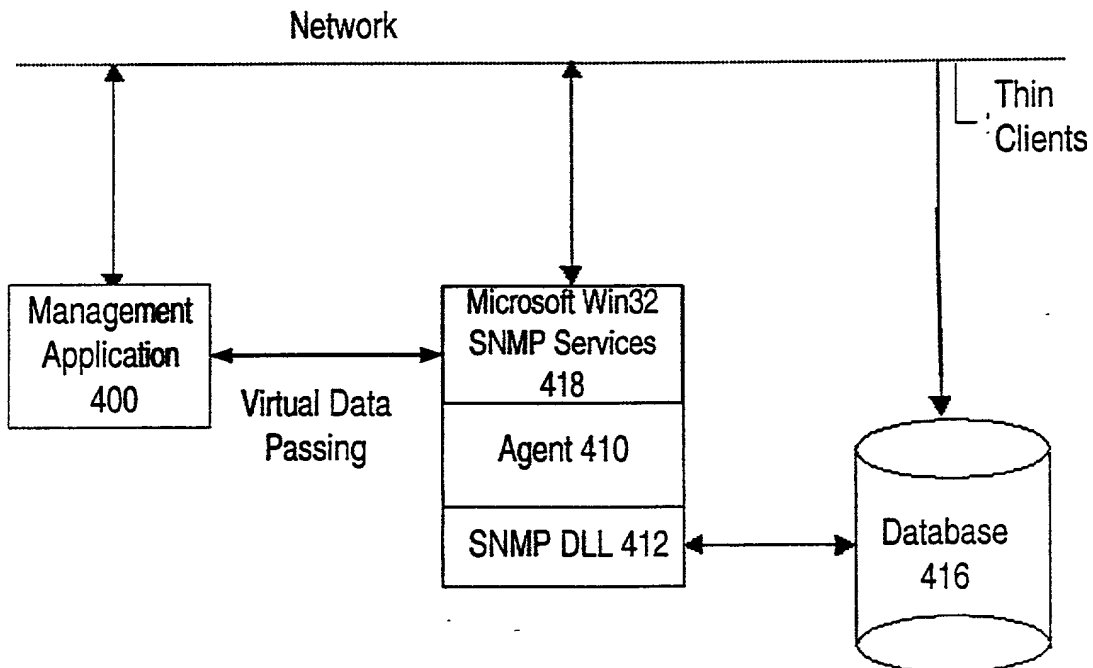 Network
Thin
Clients
Management
Application
400
Virtual Data
Passing
Microsoft Win32
SNMP Services
418
Agent 410
SNMP DLL 412
Database
416